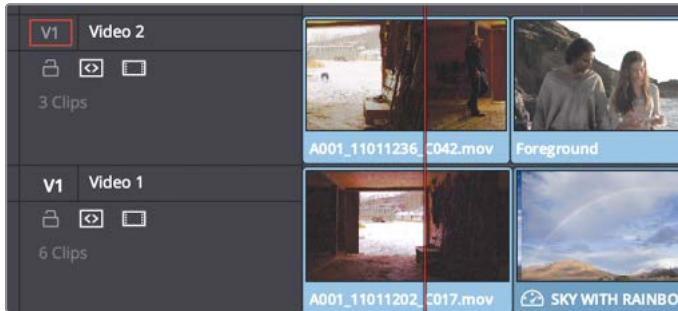 V1 Video 2
3 Clips
A001_11011236_C042.mov Foreground
V1 Video 1
6 Clips
A001_11011202_C017.mov SKY WITH RAINBO